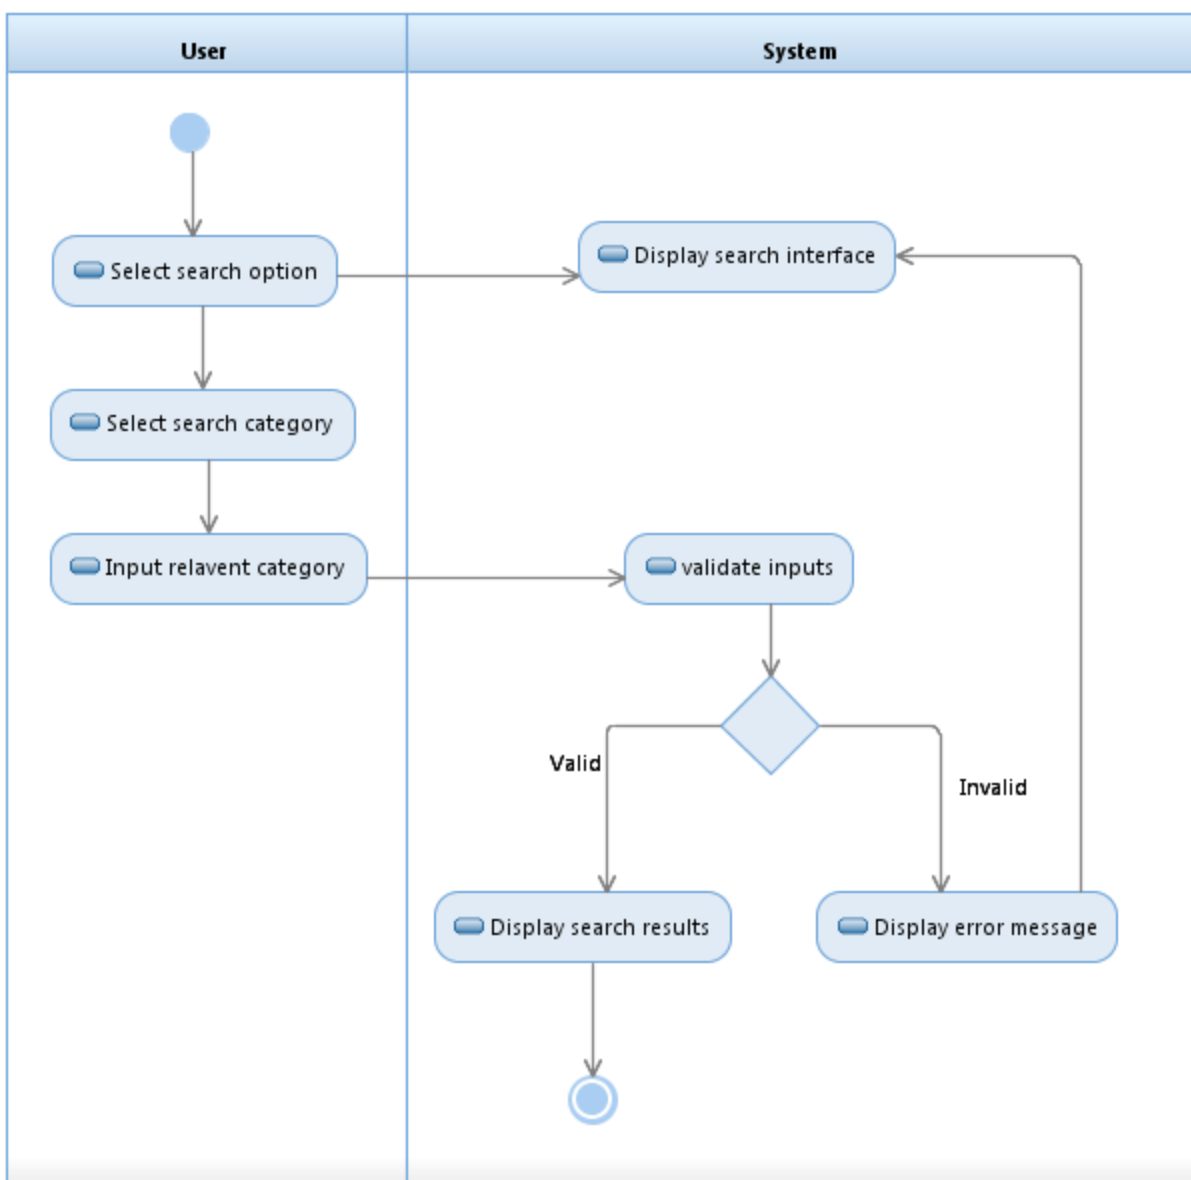 User
System
Select search option
Display search interface
Select search category
Input relavent category
validate inputs
Valid
Invalid
Display search results
Display error message